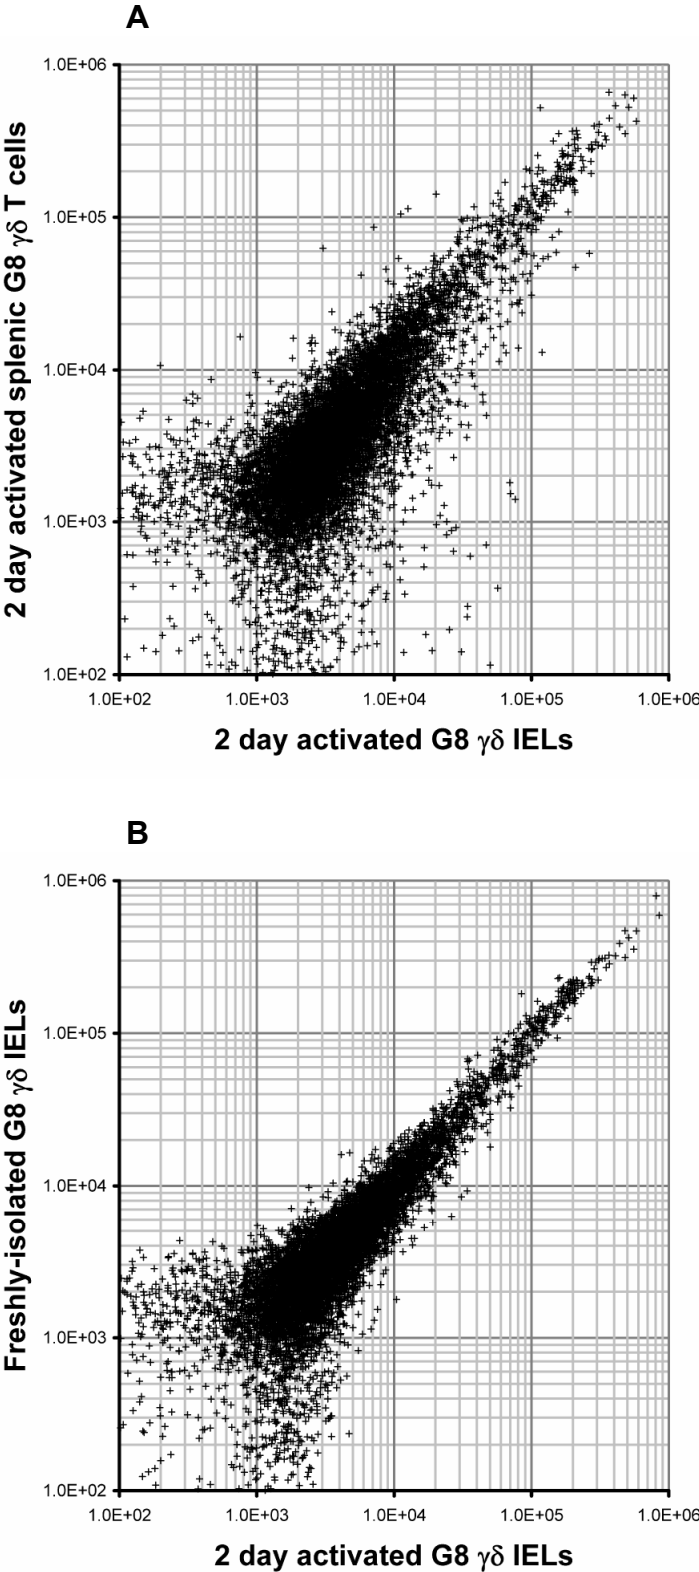 A
1.0E+06
1.0E+05
1.0E+04
1.0E+03
1.0E+02
2 day activated splenic G8 γδ T cells
1.0E+02 1.0E+03 1.0E+04 1.0E+05 1.0E+06
2 day activated G8 γδ IELs
B
1.0E+06
1.0E+05
1.0E+04
1.0E+03
1.0E+02
Freshly-isolated G8 γδ IELs
1.0E+02 1.0E+03 1.0E+04 1.0E+05 1.0E+06
2 day activated G8 γδ IELs